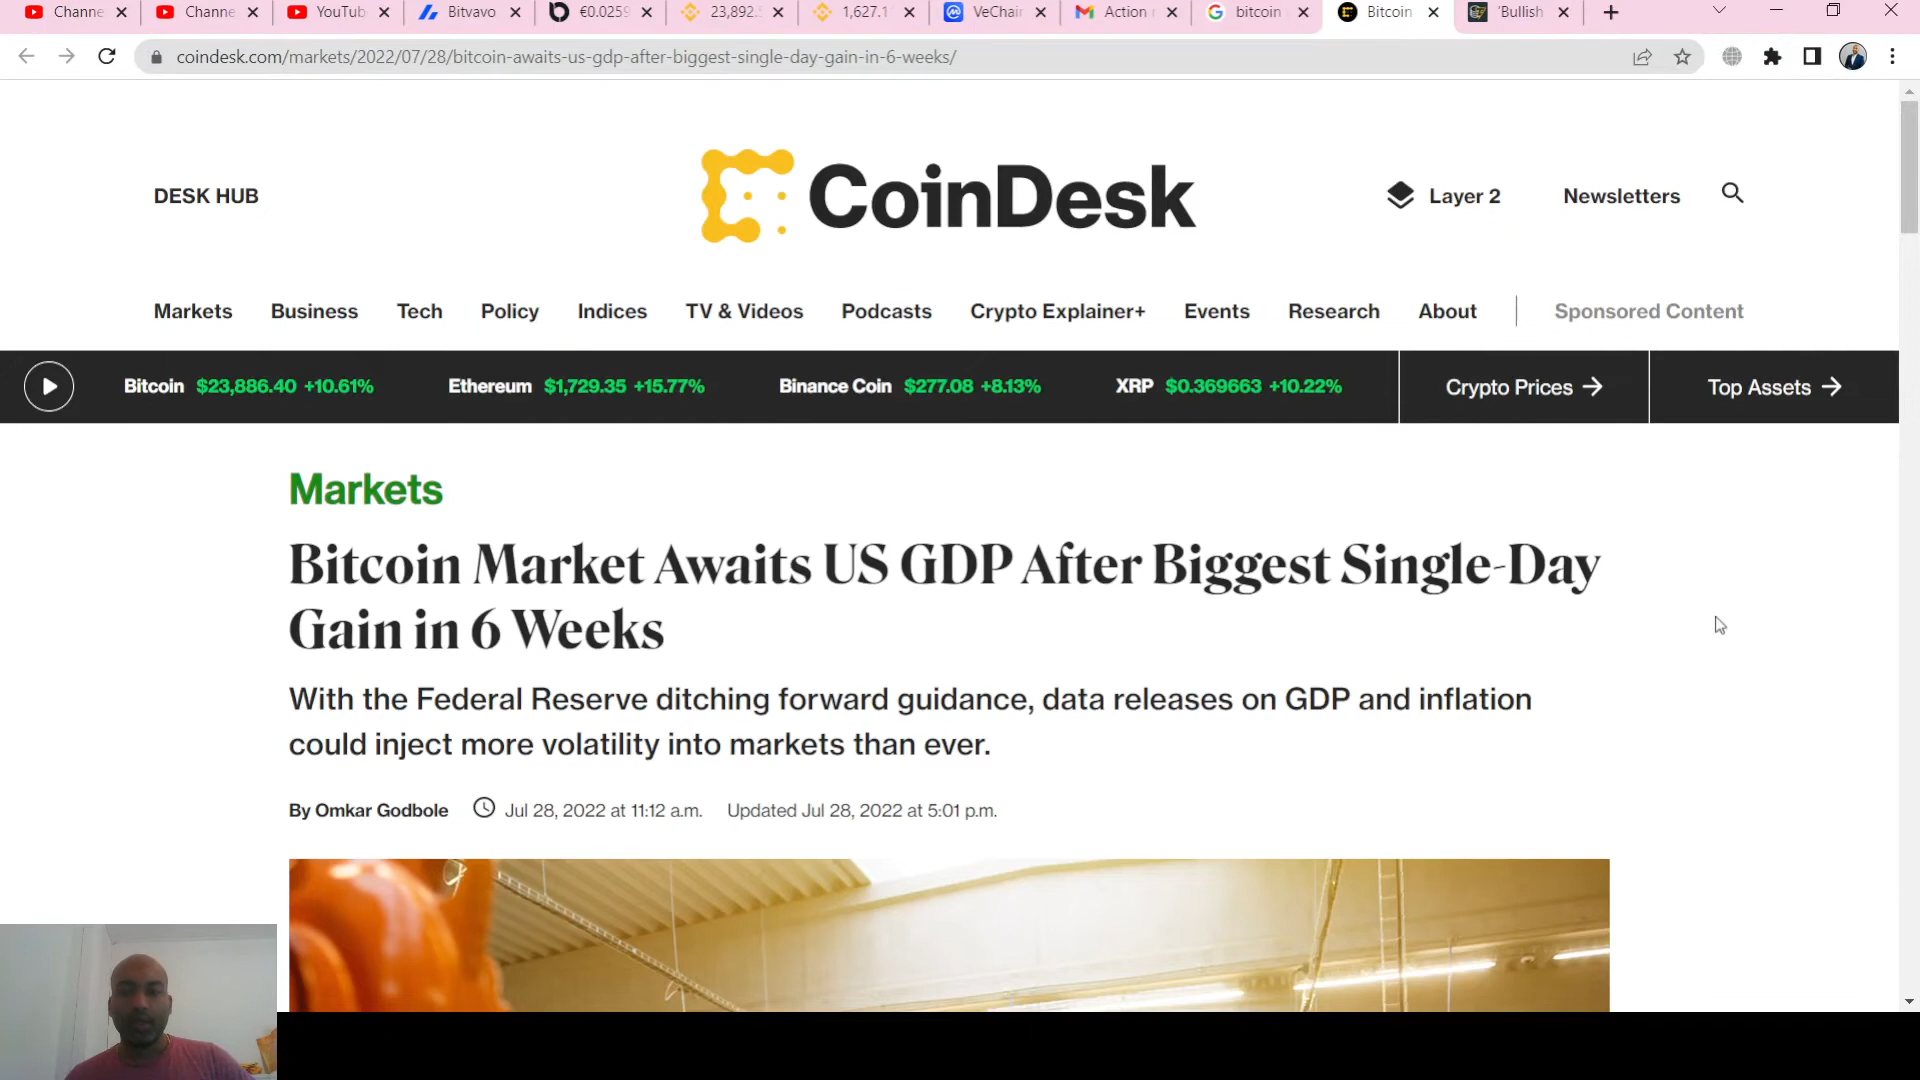 Channe
Channe
YouTub
Bitvavo
€0.0259
23,892.
1,627.1
VeChain
Action
bitcoin
Bitcoin
'Bullish
coindesk.com/markets/2022/07/28/bitcoin-awaits-us-gdp-after-biggest-single-day-gain-in-6-weeks/
DESK HUB
CoinDesk
Layer 2
Newsletters
Markets Business Tech Policy Indices TV & Videos Podcasts Crypto Explainer+ Events Research About Sponsored Content
Bitcoin $23,886.40 +10.61% Ethereum $1,729.35 +15.77% Binance Coin $277.08 +8.13% XRP $0.369663 +10.22% Crypto Prices → Top Assets →
Markets
Bitcoin Market Awaits US GDP After Biggest Single-Day
Gain in 6 Weeks
With the Federal Reserve ditching forward guidance, data releases on GDP and inflation
could inject more volatility into markets than ever.
By Omkar Godbole Jul 28, 2022 at 11:12 a.m. Updated Jul 28, 2022 at 5:01 p.m.